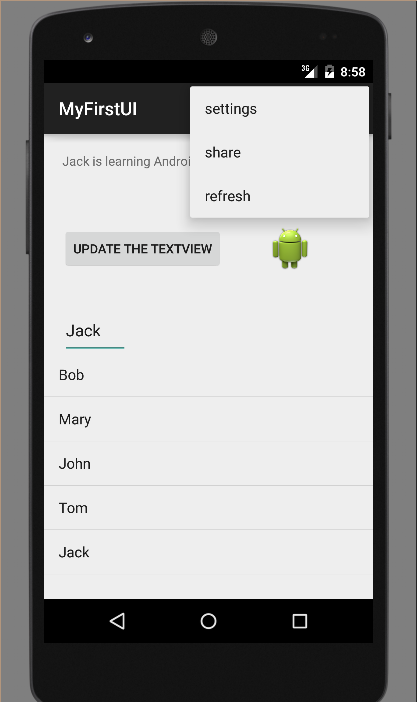 3G 8:58
MyFirstUI
settings
share
refresh
Jack is learning Androi
UPDATE THE TEXTVIEW
Jack
Bob
Mary
John
Tom
Jack